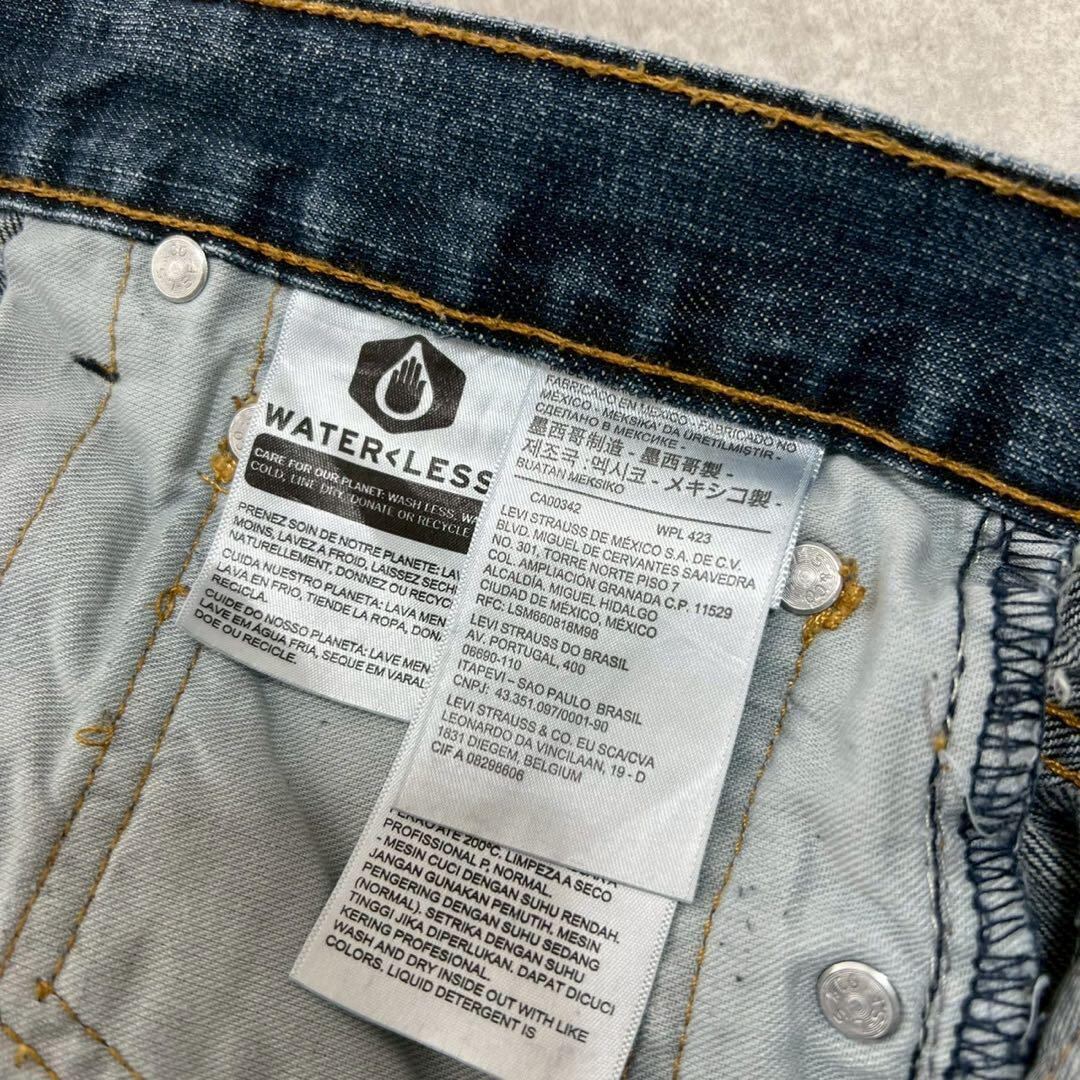 WATER<LESS
CARE FOR OUR PLANET: WASH LESS,
COLD, LINE DRY, DONATE OR RECYCLE
PRENEZ SOIN DE NOTRE PLANETE:
MOINS, LAVEZ A FROID, LAISSEZ
NATURELLEMENT, DONNEZ OU
CUIDA NUESTRO PLANETA: LAVA
LAVA EN FRIO, TIENDE LA ROPA,
RECICLA.
CUIDE DO NOSSO PLANETA: LAVE
LAVE EM ÁGUA FRIA, SEQUE EM
DOE OU RECICLE.
EN MÉXICO - FABRICADO NO
MÉXICO - MEKSIKA DA ÜRETILMIŞTIR -
СДЕЛАНО В МЕКСИКЕ -
墨西哥制造 - 墨西哥製 -
제조국 :멕시코 - メキシコ製 -
BUATAN MEKSIKO
CA00342 WPL 423
LEVI STRAUSS DE MÉXICO S.A. DE C.V.
BLVD. MIGUEL DE CERVANTES SAAVEDRA
NO. 301, TORRE NORTE PISO 7
COL. AMPLIACIÓN GRANADA C.P. 11529
ALCALDÍA, MIGUEL HIDALGO
CIUDAD DE MÉXICO, MÉXICO
RFC: LSM660818M98
LEVI STRAUSS DO BRASIL
AV. PORTUGAL, 400
06690-110
ITAPEVI - SAO PAULO BRASIL
CNPJ: 43.351.097/0001-90
LEVI STRAUSS & CO. EU SCA/CVA
LEONARDO DA VINCILAAN, 19 - D
1831 DIEGEM, BELGIUM
CIF A 08298606
FERRO ATÉ 200°C. LIMPEZA A SECO
PROFISSIONAL P, NORMAL.
- MESIN CUCI DENGAN SUHU RENDAH.
JANGAN GUNAKAN PEMUTIH. MESIN
PENGERING DENGAN SUHU SEDANG
(NORMAL). SETRIKA DENGAN SUHU
TINGGI JIKA DIPERLUKAN. DAPAT DICUCI
KERING PROFESIONAL.
WASH AND DRY INSIDE OUT WITH LIKE
COLORS, LIQUID DETERGENT IS